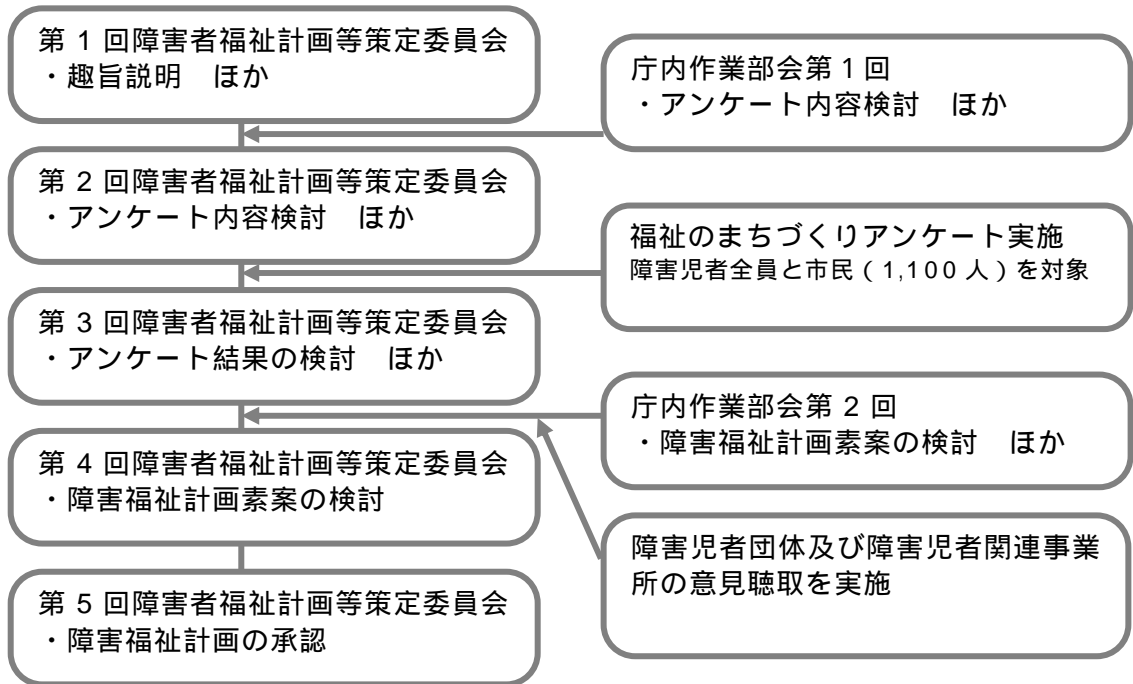 第1回障害者福祉計画等策定委員会
・趣旨説明　ほか
庁内作業部会第1回
・アンケート内容検討　ほか
第2回障害者福祉計画等策定委員会
・アンケート内容検討　ほか
福祉のまちづくりアンケート実施
障害児者全員と市民（1,100人）を対象
第3回障害者福祉計画等策定委員会
・アンケート結果の検討　ほか
庁内作業部会第2回
・障害福祉計画素案の検討　ほか
第4回障害者福祉計画等策定委員会
・障害福祉計画素案の検討
障害児者団体及び障害児者関連事業
所の意見聴取を実施
第5回障害者福祉計画等策定委員会
・障害福祉計画の承認